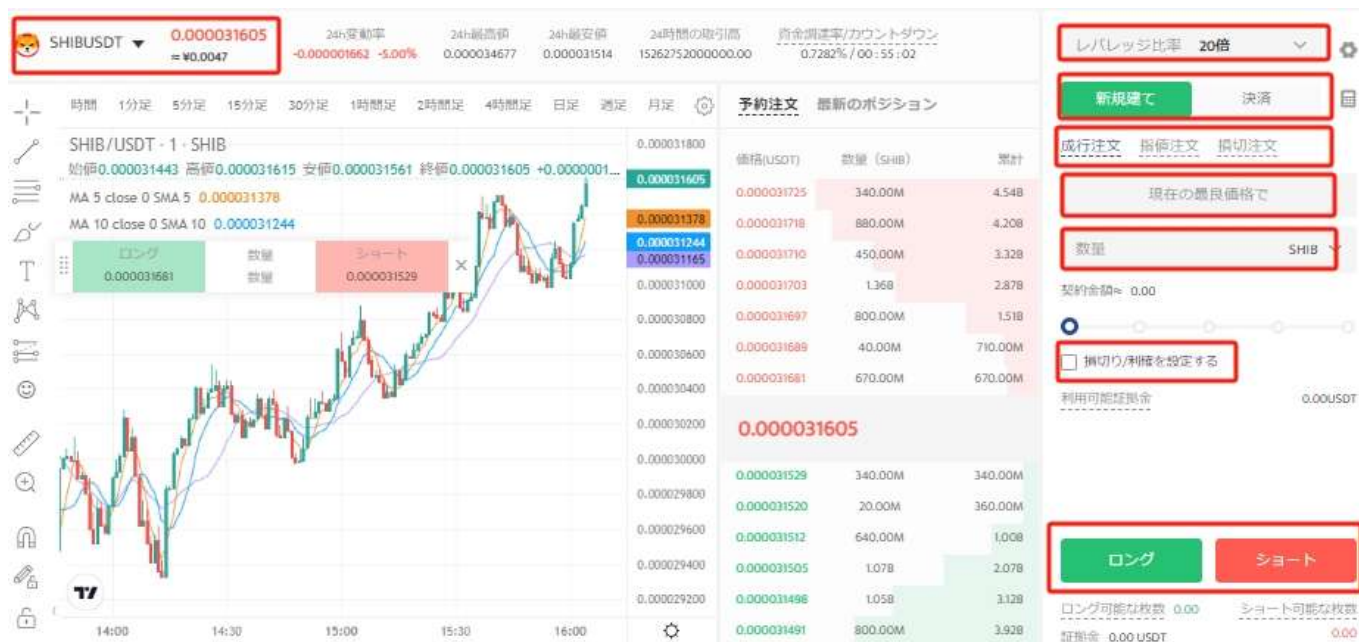 SHIBUSDT
0.000031605
≈ ¥0.0047
24h変動率
-0.000001662 -5.00%
24h最高値
0.000034677
24h最安値
0.000031514
24時間の取引高
15262752000000.00
資金調達率/カウントダウン
0.7282% / 00 : 55 : 02
レバレッジ比率 20倍
時間 1分足 5分足 15分足 30分足 1時間足 2時間足 4時間足 日足 週足 月足
SHIB/USDT · 1 · SHIB
始値0.000031443 高値0.000031615 安値0.000031561 終値0.000031605 +0.0000001...
MA 5 close 0 SMA 5 0.000031378
MA 10 close 0 SMA 10 0.000031244
ロング 数量 ショート
0.000031681 数量 0.000031529
T
0.000031800
0.000031605
0.000031378
0.000031244
0.000031165
0.000031000
0.000030800
0.000030600
0.000030400
0.000030200
0.000030000
0.000029800
0.000029600
0.000029400
0.000029200
14:00 14:30 15:00 15:30 16:00
予約注文 最新のポジション
価格(USDT) 数量 (SHIB) 累計
0.000031725 340.00M 4.54B
0.000031718 880.00M 4.20B
0.000031710 450.00M 3.32B
0.000031703 1.36B 2.87B
0.000031697 800.00M 1.51B
0.000031689 40.00M 710.00M
0.000031681 670.00M 670.00M
0.000031605
0.000031529 340.00M 340.00M
0.000031520 20.00M 360.00M
0.000031512 640.00M 1.00B
0.000031505 1.07B 2.07B
0.000031498 1.05B 3.12B
0.000031491 800.00M 3.92B
新規建て 決済
成行注文 指値注文 損切注文
現在の最良価格で
数量 SHIB
契約金額≈ 0.00
損切り/利確を設定する
利用可能証拠金 0.00USDT
ロング ショート
ロング可能な枚数 0.00 ショート可能な枚数
証拠金 0.00 USDT 0.00